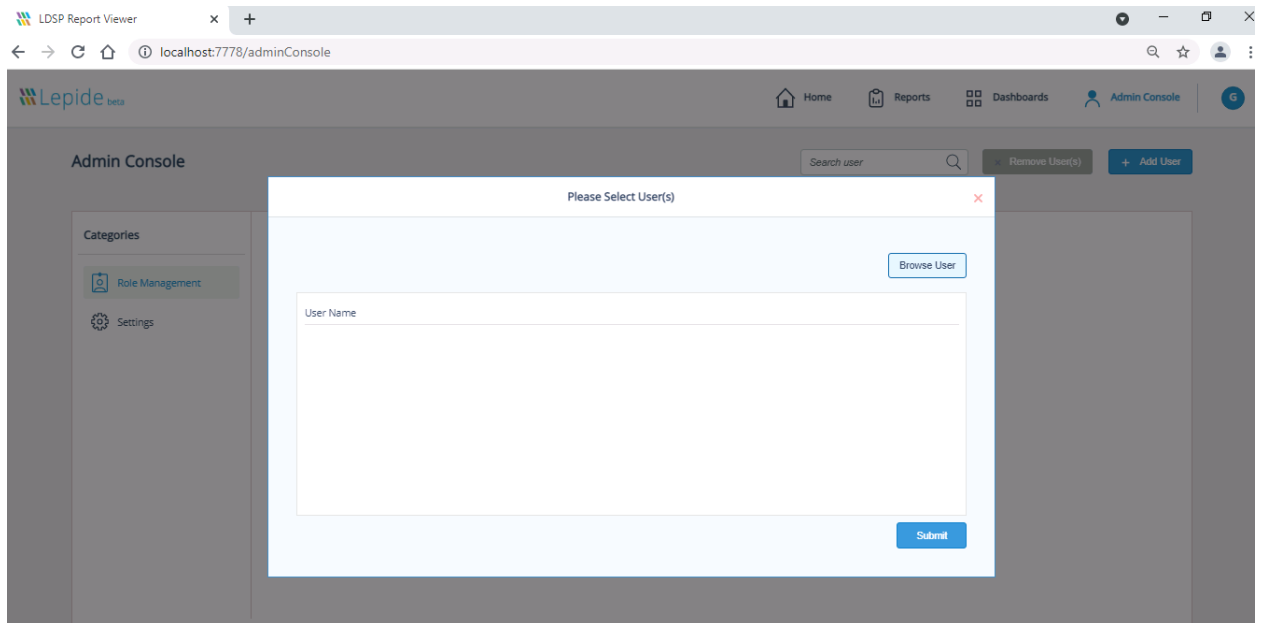 LDSP Report Viewer
localhost:7778/adminConsole
Lepide beta
Home
Reports
Dashboards
Admin Console
G
Admin Console
Search user
Remove User(s)
+ Add User
Please Select User(s)
Categories
Browse User
Role Management
User Name
Settings
Submit